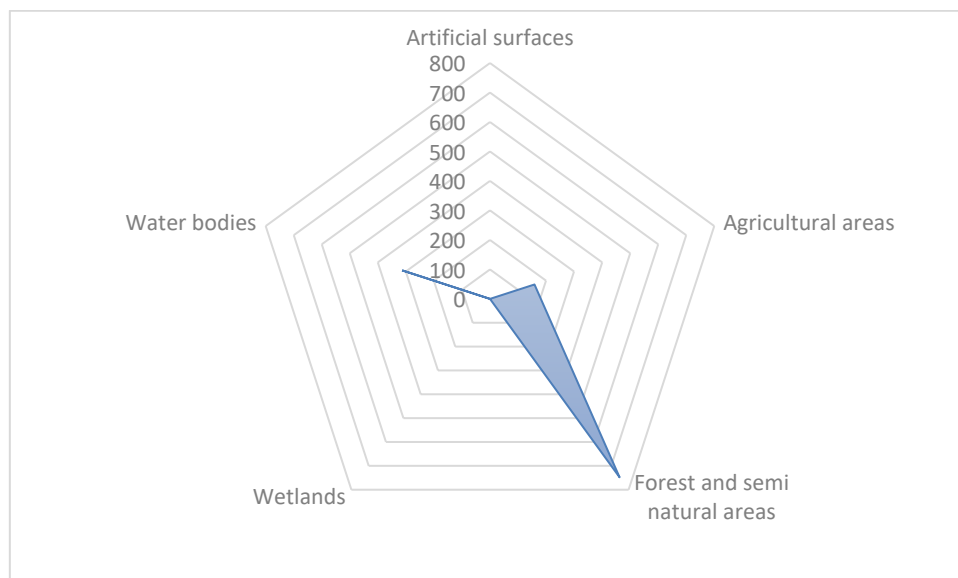 Artificial surfaces
800
700
600
500
400
300
200
100
0
Water bodies
Agricultural areas
Wetlands
Forest and semi
natural areas